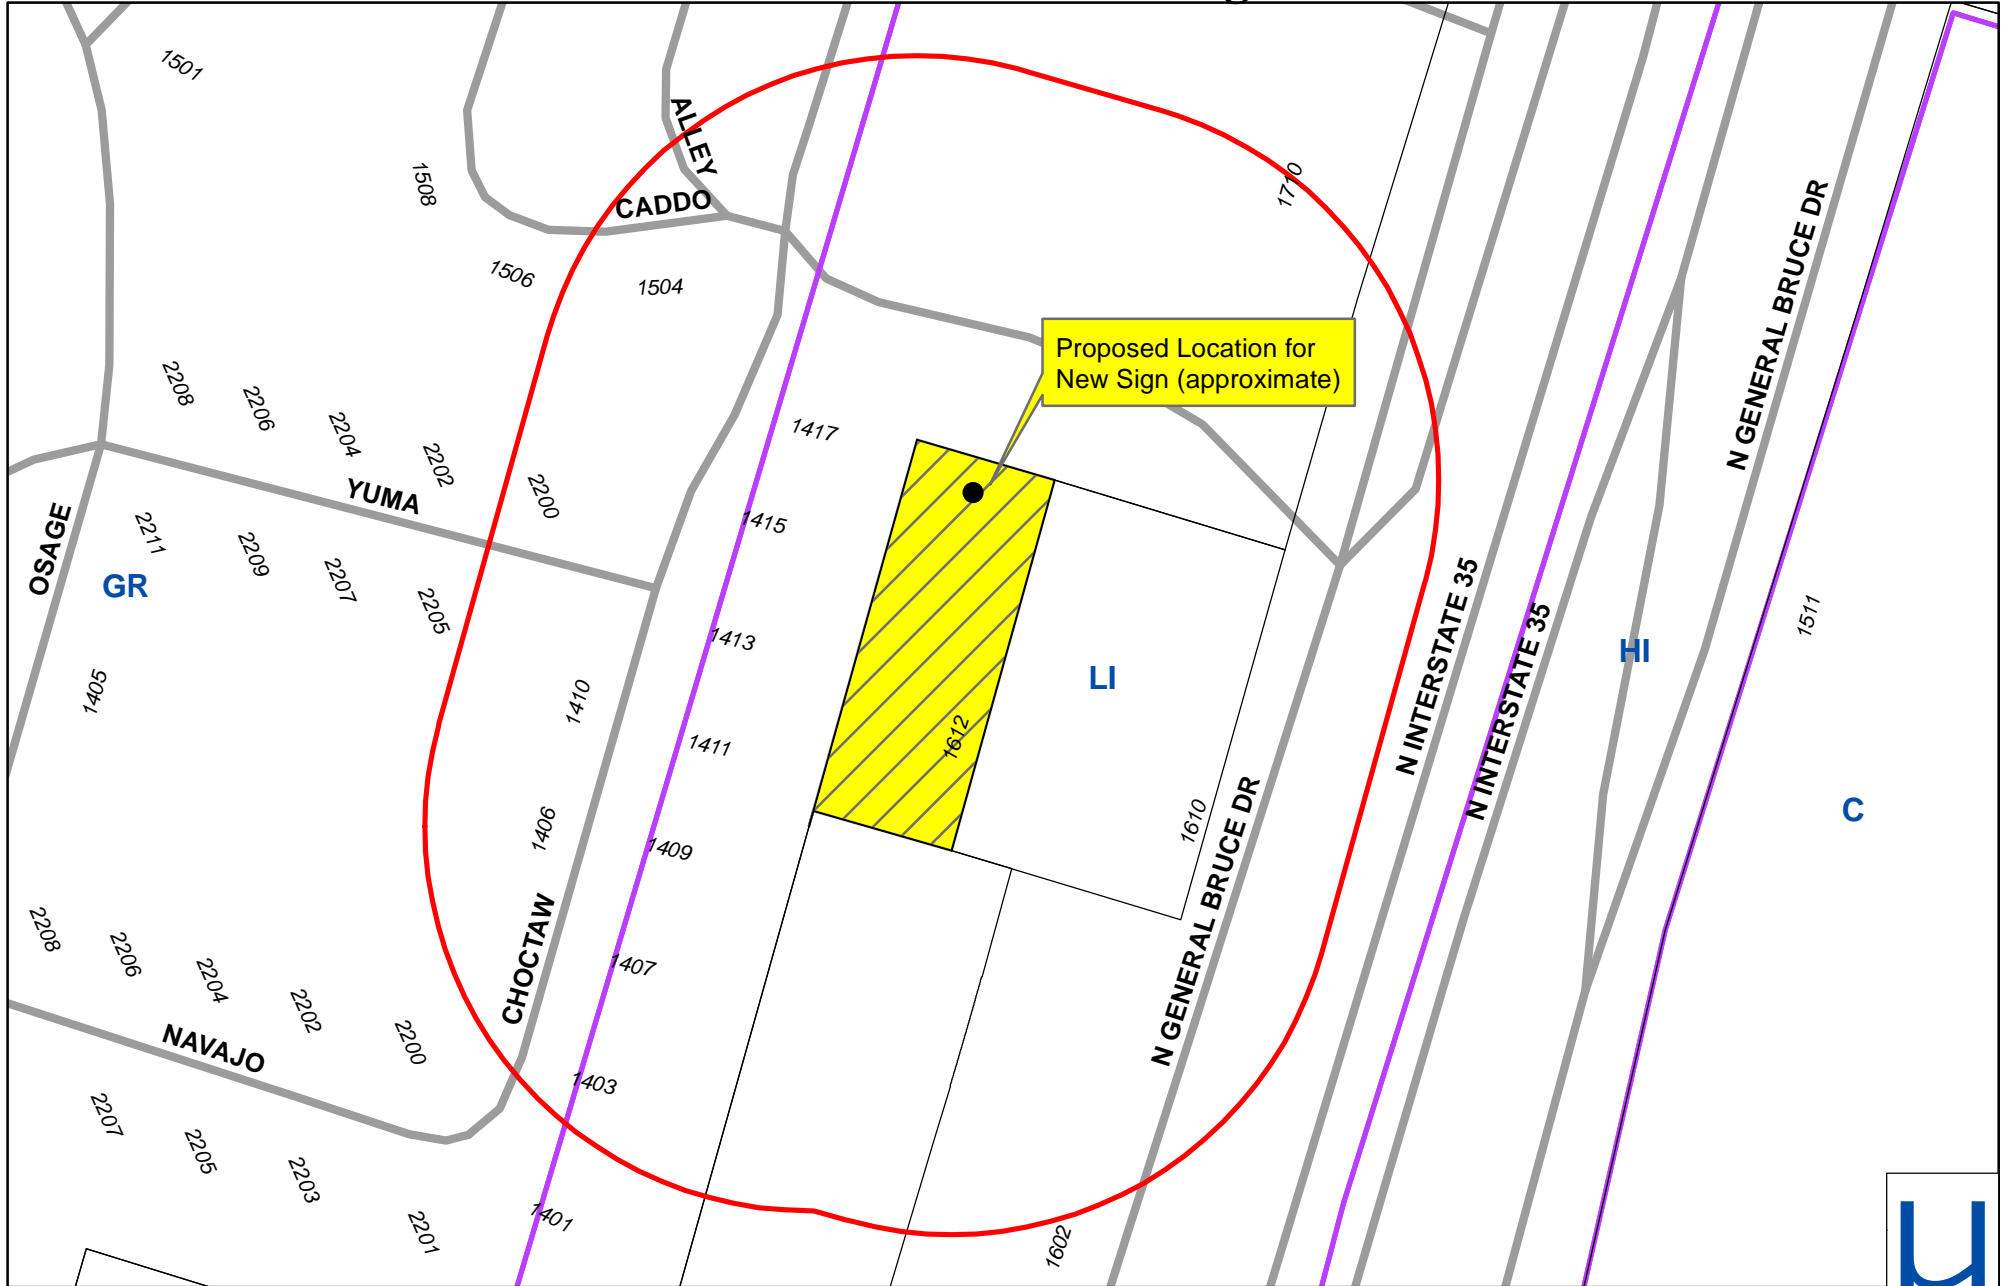 1501
ALLEY
1508
CADDO
1710
N GENERAL BRUCE DR
1506
1504
Proposed Location for
New Sign (approximate)
2208
2206
2204
2202
2200
1417
YUMA
1415
OSAGE
GR
2211
2209
2207
2205
1413
1405
1410
1411
LI
1612
N INTERSTATE 35
N INTERSTATE 35
HI
1511
C
1406
1409
1610
N GENERAL BRUCE DR
CHOCTAW
1407
2208
2206
2204
2202
2200
NAVAJO
1403
2207
2205
2203
2201
1401
1602